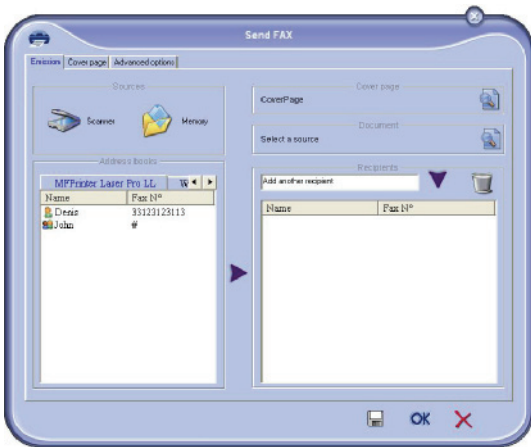 Send FAX
Emission Cover page Advanced options
Sources
Scanner
Memory
Cover page
CoverPage
Document
Select a source
Address books
MFPrinter Laser Pro LL
Name Fax N°
Denis 33123123113
John #
Recipients
Add another recipient
Name Fax N°
OK